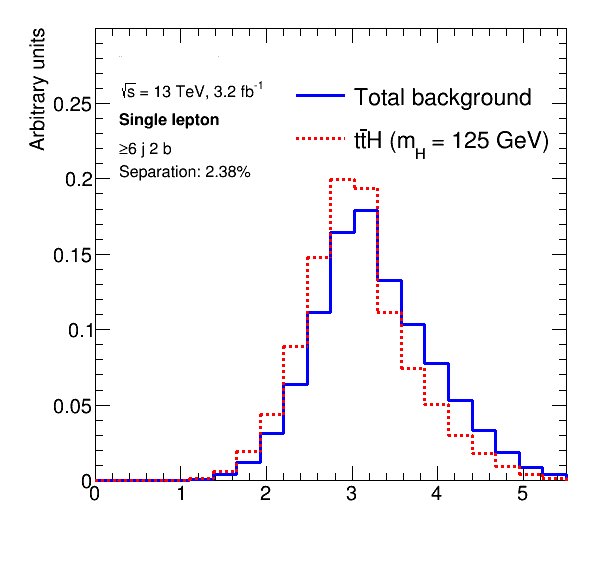 Arbitrary units
√s = 13 TeV, 3.2 fb⁻¹
Single lepton
≥6 j 2 b
Separation: 2.38%
Total background
tt̄H (m_H = 125 GeV)
0.25
0.2
0.15
0.1
0.05
0
0 1 2 3 4 5